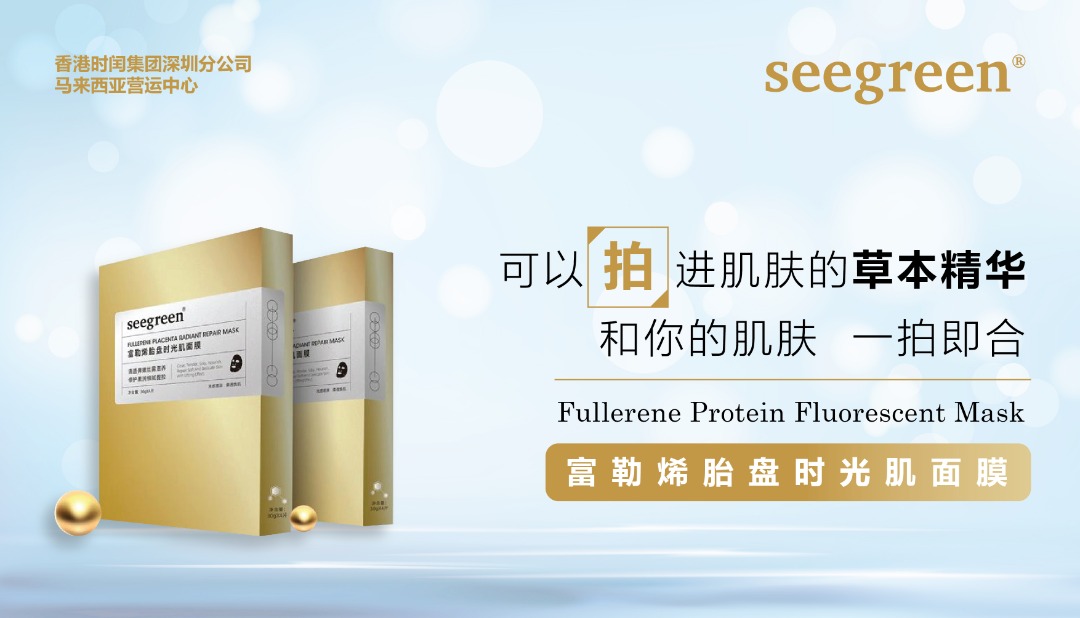 香港时闰集团深圳分公司
马来西亚营运中心
seegreen®
可以拍进肌肤的草本精华
和你的肌肤 一拍即合
Fullerene Protein Fluorescent Mask
富勒烯胎盘时光肌面膜
seegreen®
FULLERENE PLACENTA RADIANT REPAIR MASK
富勒烯胎盘时光肌面膜